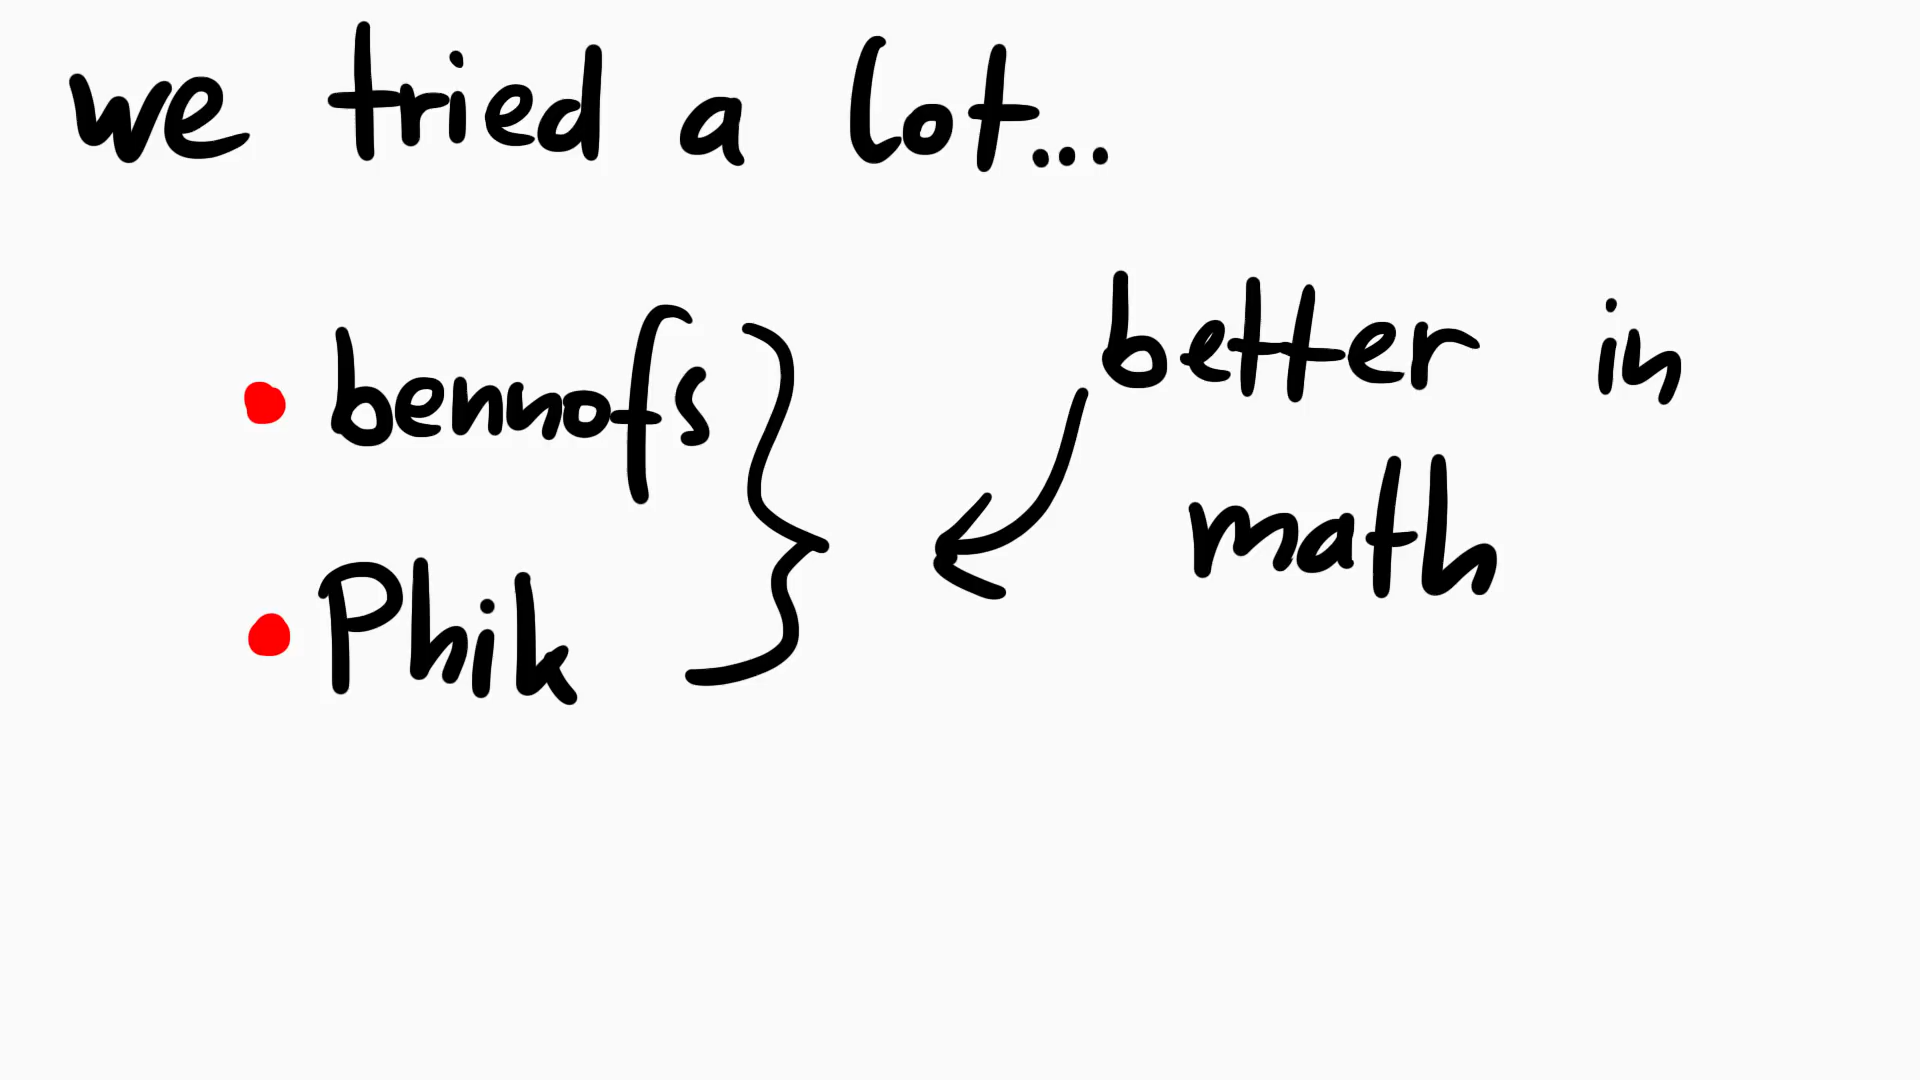 we tried a lot...
• bennofs
• Phik
better in
math